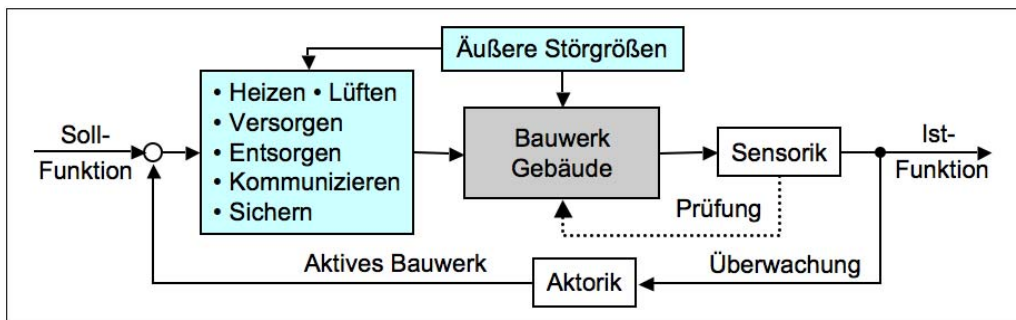 Äußere Störgrößen
• Heizen • Lüften
• Versorgen
• Entsorgen
• Kommunizieren
• Sichern
Soll-
Funktion
Bauwerk
Gebäude
Sensorik
Ist-
Funktion
Prüfung
Aktives Bauwerk
Aktorik
Überwachung